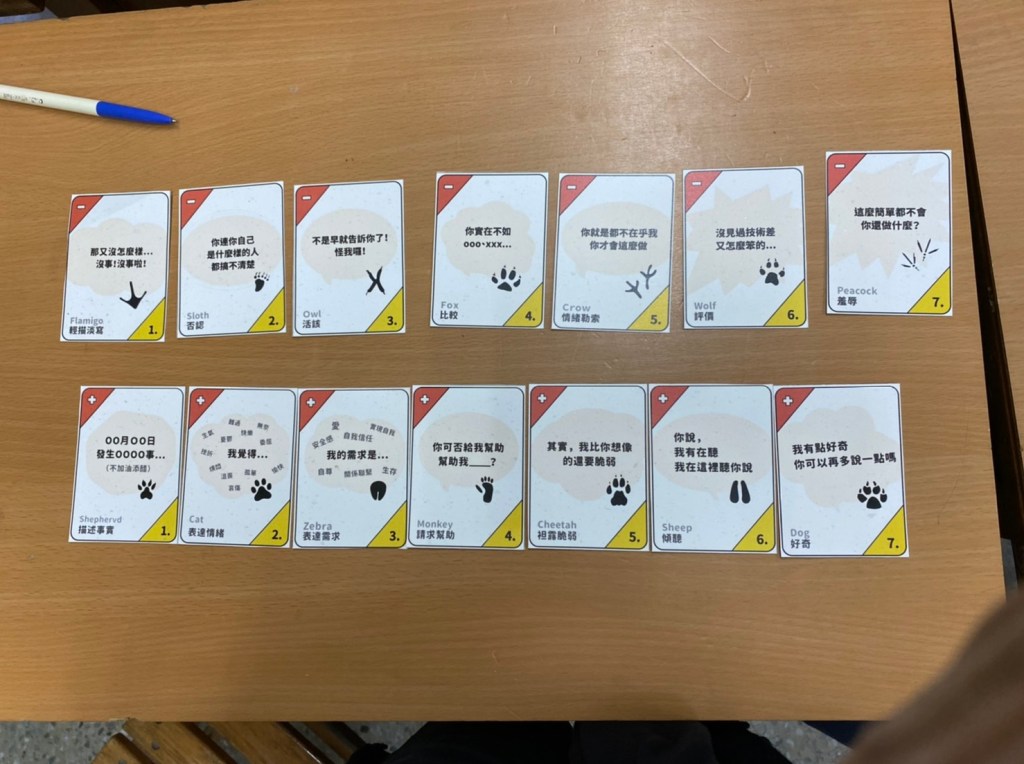 -
那又沒怎麼樣...
沒事!沒事啦!
Flamigo
輕描淡寫
1.
-
你連你自己
是什麼樣的人
都搞不清楚
Sloth
否認
2.
-
不是早就告訴你了!
怪我囉!
Owl
活該
3.
-
你實在不如
ooo、xxx...
Fox
比較
4.
-
你就是都不在乎我
你才會這麼做
Crow
情緒勒索
5.
-
沒見過技術差
又怎麼笨的...
Wolf
評價
6.
-
這麼簡單都不會
你還做什麼?
Peacock
羞辱
7.
+
OO月OO日
發生OOOO事...
(不加油添醋)
Shephervd
描述事實
1.
+
我覺得...
Cat
表達情緒
2.
+
愛
實現自我
安全感
自我信任
我的需求是...
自尊
關係聯繫
生存
Zebra
表達需求
3.
+
你可否給我幫助
幫助我____?
Monkey
請求幫助
4.
+
其實,我比你想像
的還要脆弱
Cheetah
袒露脆弱
5.
+
你說,
我有在聽
我在這裡聽你說
Sheep
傾聽
6.
+
我有點好奇
你可以再多說一點嗎
Dog
好奇
7.